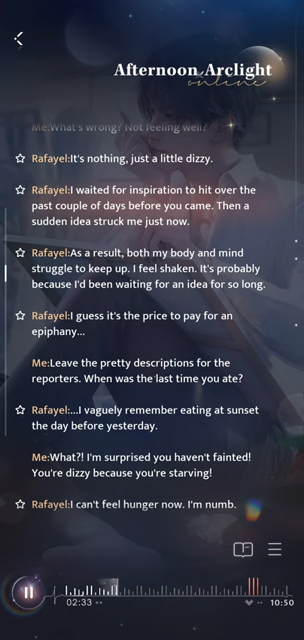 Afternoon Arclight
online
Me:What's wrong? Not feeling well?
Rafayel:It's nothing, just a little dizzy.
Rafayel:I waited for inspiration to hit over the
past couple of days before you came. Then a
sudden idea struck me just now.
Rafayel:As a result, both my body and mind
struggle to keep up. I feel shaken. It's probably
because I'd been waiting for an idea for so long.
Rafayel:I guess it's the price to pay for an
epiphany...
Me:Leave the pretty descriptions for the
reporters. When was the last time you ate?
Rafayel:...I vaguely remember eating at sunset
the day before yesterday.
Me:What?! I'm surprised you haven't fainted!
You're dizzy because you're starving!
Rafayel:I can't feel hunger now. I'm numb.
02:33
10:50